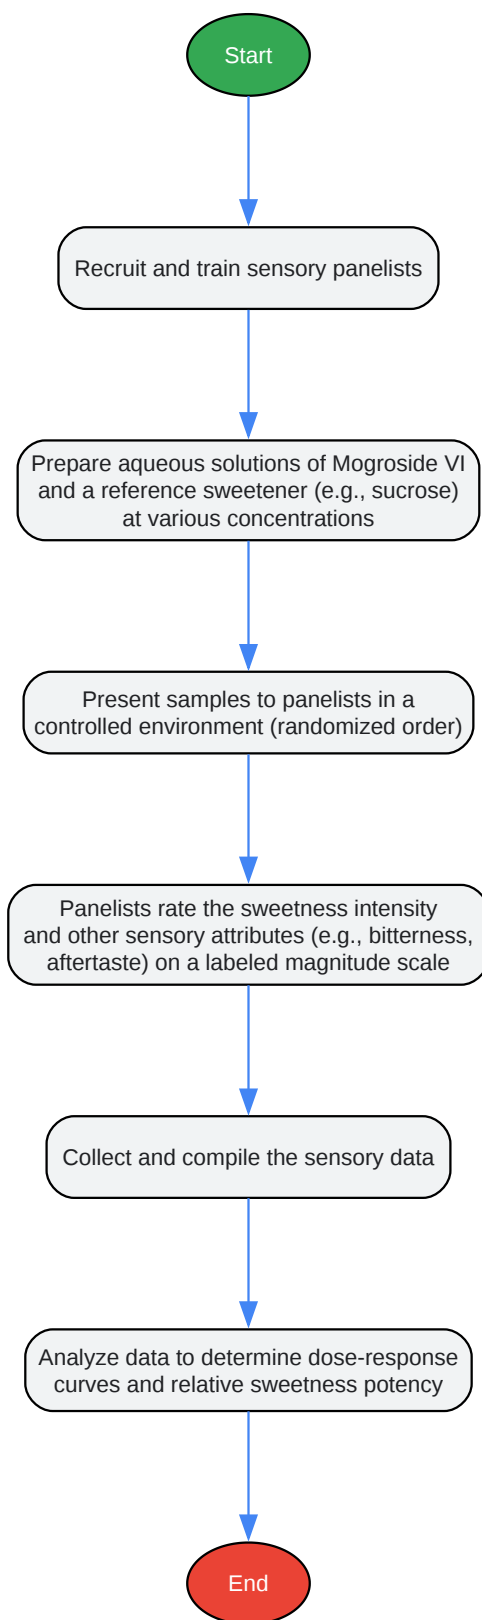 Start
Recruit and train sensory panelists
Prepare aqueous solutions of Mogroside VI
and a reference sweetener (e.g., sucrose)
at various concentrations
Present samples to panelists in a
controlled environment (randomized order)
Panelists rate the sweetness intensity
and other sensory attributes (e.g., bitterness,
aftertaste) on a labeled magnitude scale
Collect and compile the sensory data
Analyze data to determine dose-response
curves and relative sweetness potency
End